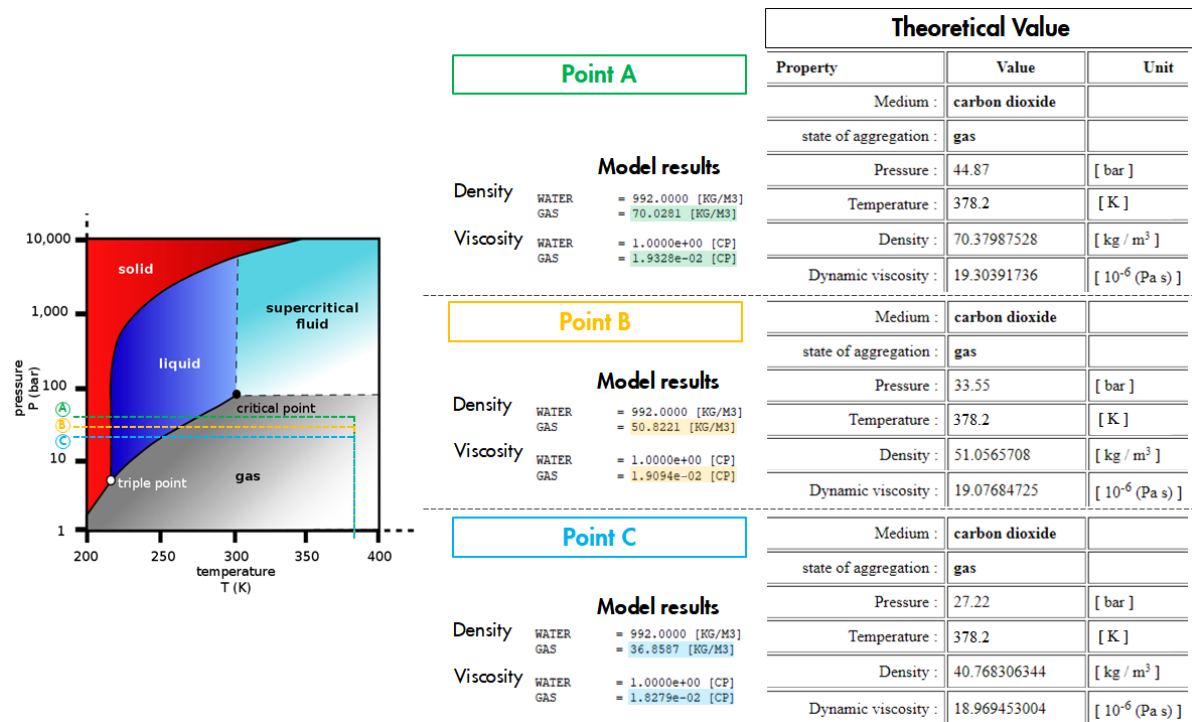 Theoretical Value
Point A
Property Value Unit
Medium : carbon dioxide
state of aggregation : gas
Model results
Pressure : 44.87 [ bar ]
Density
WATER = 992.0000 [KG/M3]
GAS = 70.0281 [KG/M3]
Temperature : 378.2 [ K ]
Viscosity
WATER = 1.0000e+00 [CP]
GAS = 1.9328e-02 [CP]
Density : 70.37987528 [ kg / m³ ]
Dynamic viscosity : 19.30391736 [ 10⁻⁶ (Pa s) ]
Point B
Medium : carbon dioxide
state of aggregation : gas
Model results
Pressure : 33.55 [ bar ]
Density
WATER = 992.0000 [KG/M3]
GAS = 50.8221 [KG/M3]
Temperature : 378.2 [ K ]
Viscosity
WATER = 1.0000e+00 [CP]
GAS = 1.9094e-02 [CP]
Density : 51.0565708 [ kg / m³ ]
Dynamic viscosity : 19.07684725 [ 10⁻⁶ (Pa s) ]
Point C
Medium : carbon dioxide
state of aggregation : gas
Model results
Pressure : 27.22 [ bar ]
Density
WATER = 992.0000 [KG/M3]
GAS = 36.8587 [KG/M3]
Temperature : 378.2 [ K ]
Viscosity
WATER = 1.0000e+00 [CP]
GAS = 1.8279e-02 [CP]
Density : 40.768306344 [ kg / m³ ]
Dynamic viscosity : 18.969453004 [ 10⁻⁶ (Pa s) ]
pressure
P (bar)
10,000
1,000
100
10
1
A
B
C
solid
liquid
supercritical
fluid
critical point
triple point
gas
200 250 300 350 400
temperature
T (K)